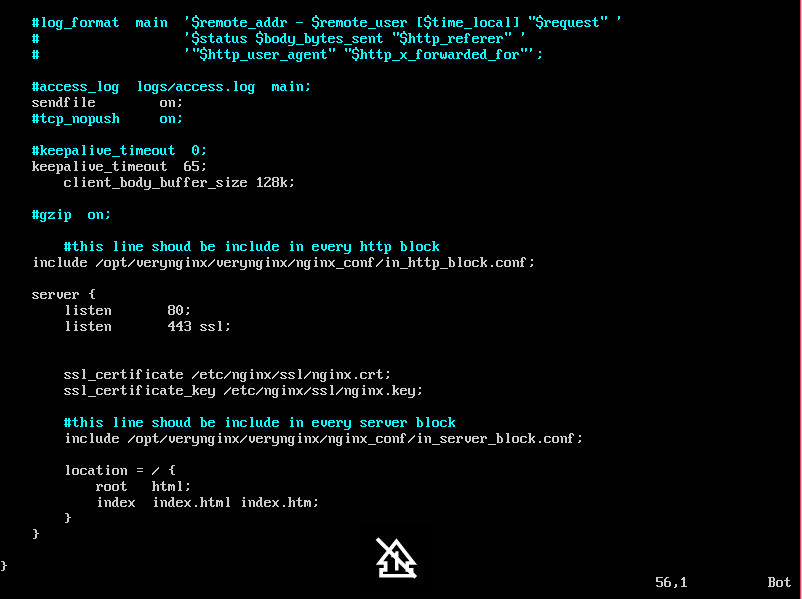 #log_format  main  '$remote_addr - $remote_user [$time_local] "$request" '
#                  '$status $body_bytes_sent "$http_referer" '
#                  '"$http_user_agent" "$http_x_forwarded_for"';
#access_log  logs/access.log  main;
sendfile        on;
#tcp_nopush     on;
#keepalive_timeout  0;
keepalive_timeout  65;
client_body_buffer_size 128k;
#gzip  on;
#this line shoud be include in every http block
include /opt/verynginx/verynginx/nginx_conf/in_http_block.conf;
server {
listen       80;
listen       443 ssl;
ssl_certificate /etc/nginx/ssl/nginx.crt;
ssl_certificate_key /etc/nginx/ssl/nginx.key;
#this line shoud be include in every server block
include /opt/verynginx/verynginx/nginx_conf/in_server_block.conf;
location = / {
root   html;
index  index.html index.htm;
}
}
}
56,1          Bot